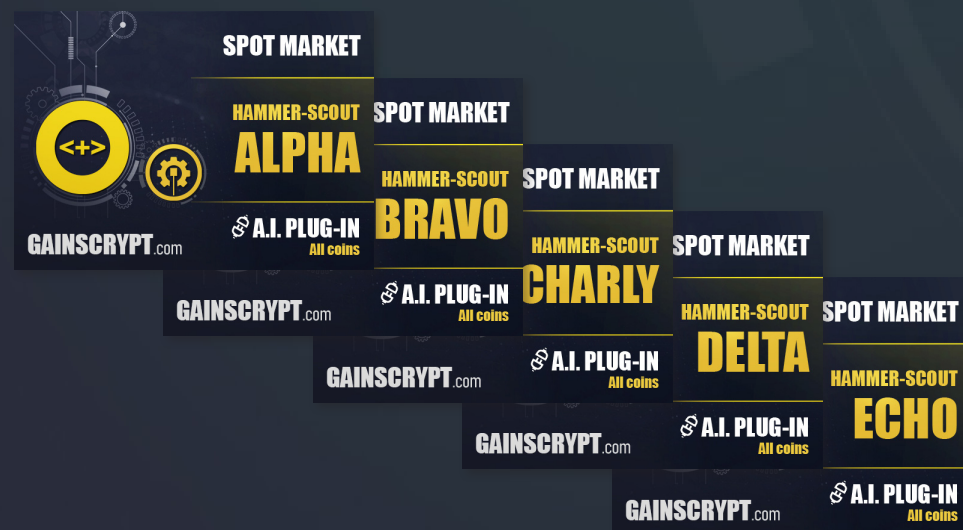 SPOT MARKET
HAMMER-SCOUT
ALPHA
<+>
A.I. PLUG-IN
All coins
GAINSCRYPT.com
SPOT MARKET
HAMMER-SCOUT
BRAVO
A.I. PLUG-IN
All coins
GAINSCRYPT.com
SPOT MARKET
HAMMER-SCOUT
CHARLY
A.I. PLUG-IN
All coins
GAINSCRYPT.com
SPOT MARKET
HAMMER-SCOUT
DELTA
A.I. PLUG-IN
All coins
GAINSCRYPT.com
SPOT MARKET
HAMMER-SCOUT
ECHO
A.I. PLUG-IN
All coins
GAINSCRYPT.com